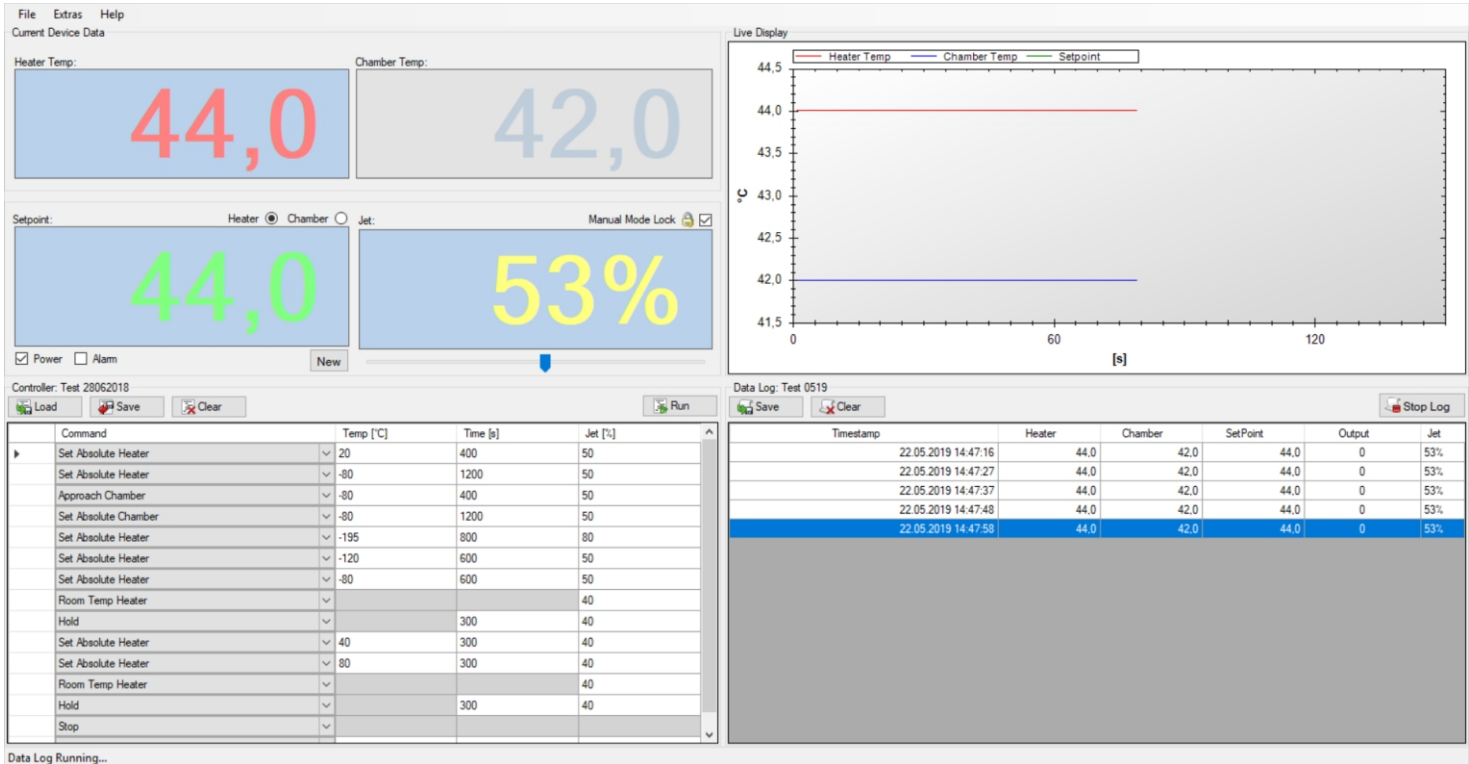 File Extras Help
Current Device Data
Heater Temp: Chamber Temp:
44,0 42,0
Setpoint: Heater Chamber Jet: Manual Mode Lock
44,0 53%
Power Alarm New
Live Display
Heater Temp Chamber Temp Setpoint
44,5
44,0
43,5
43,0
42,5
42,0
41,5
°C
0 60 120
[s]
Controller: Test 28062018
Load Save Clear Run
Command Temp [°C] Time [s] Jet [%]
Set Absolute Heater 20 400 50
Set Absolute Heater -80 1200 50
Approach Chamber -80 400 50
Set Absolute Chamber -80 1200 50
Set Absolute Heater -195 800 80
Set Absolute Heater -120 600 50
Set Absolute Heater -80 600 50
Room Temp Heater 40
Hold 300 40
Set Absolute Heater 40 300 40
Set Absolute Heater 80 300 40
Room Temp Heater 40
Hold 300 40
Stop
Data Log: Test 0519
Save Clear Stop Log
Timestamp Heater Chamber SetPoint Output Jet
22.05.2019 14:47:16 44,0 42,0 44,0 0 53%
22.05.2019 14:47:27 44,0 42,0 44,0 0 53%
22.05.2019 14:47:37 44,0 42,0 44,0 0 53%
22.05.2019 14:47:48 44,0 42,0 44,0 0 53%
22.05.2019 14:47:58 44,0 42,0 44,0 0 53%
Data Log Running...